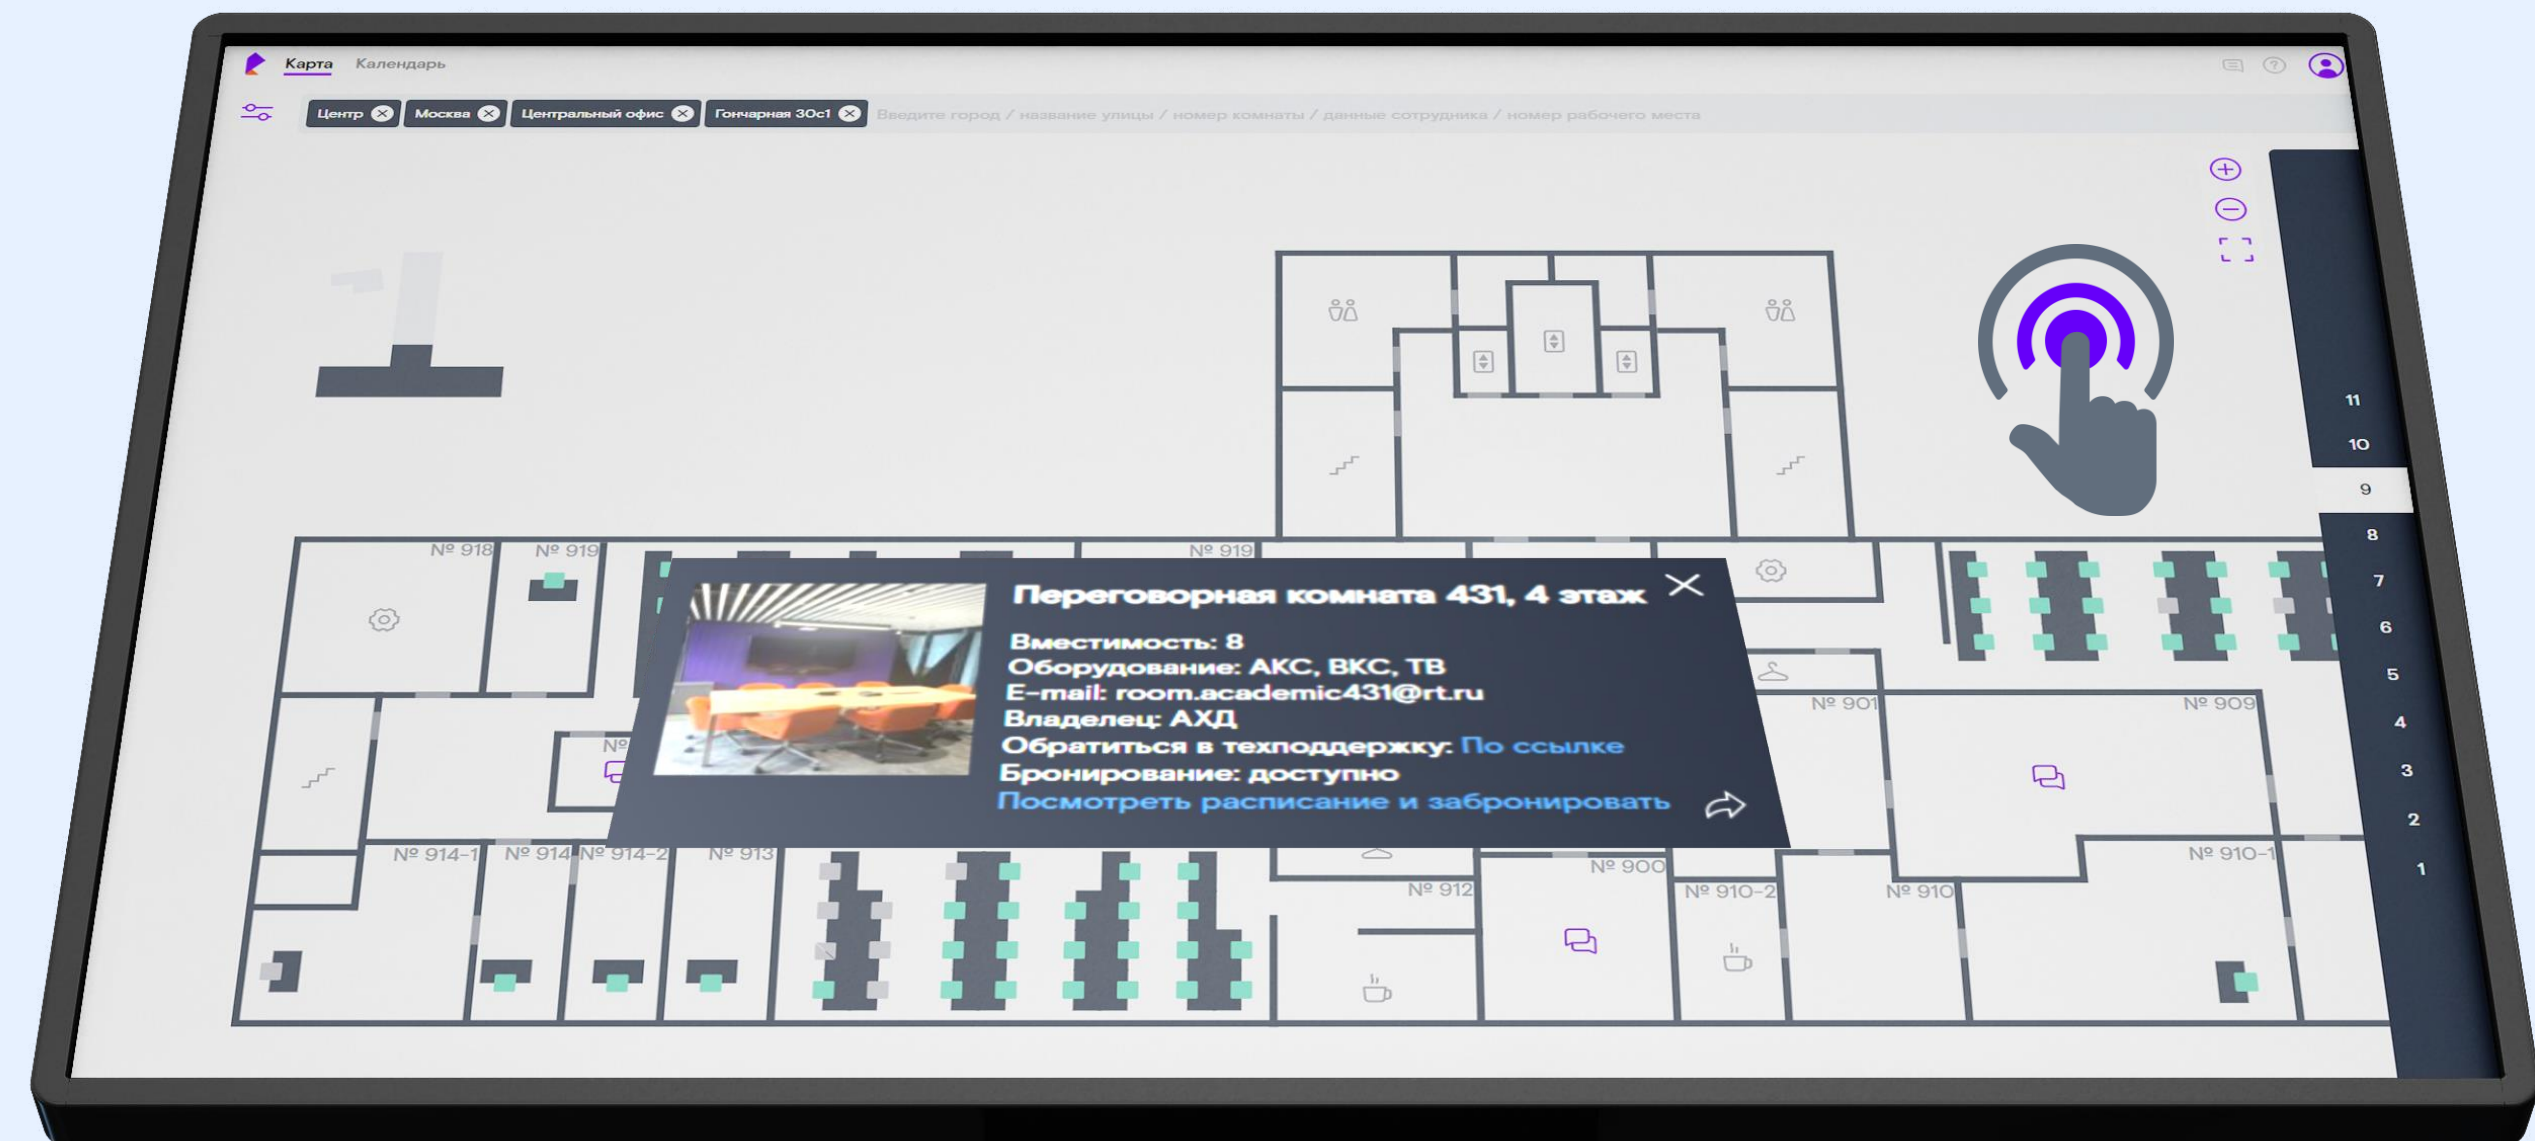 Карта Календарь
Центр Москва Центральный офис Гончарная 30с1 Введите город / название улицы / номер комнаты / данные сотрудника / номер рабочего места
11
10
9
8
7
6
5
4
3
2
1
№ 918
№ 919
№ 919
Переговорная комната 431, 4 этаж
Вместимость: 8
Оборудование: АКС, ВКС, ТВ
E-mail: room.academic431@rt.ru
Владелец: АХД
Обратиться в техподдержку: По ссылке
Бронирование: доступно
Посмотреть расписание и забронировать
№ 901
№ 909
№
№ 914-1
№ 914
№ 914-2
№ 913
№ 912
№ 900
№ 910-2
№ 910
№ 910-1